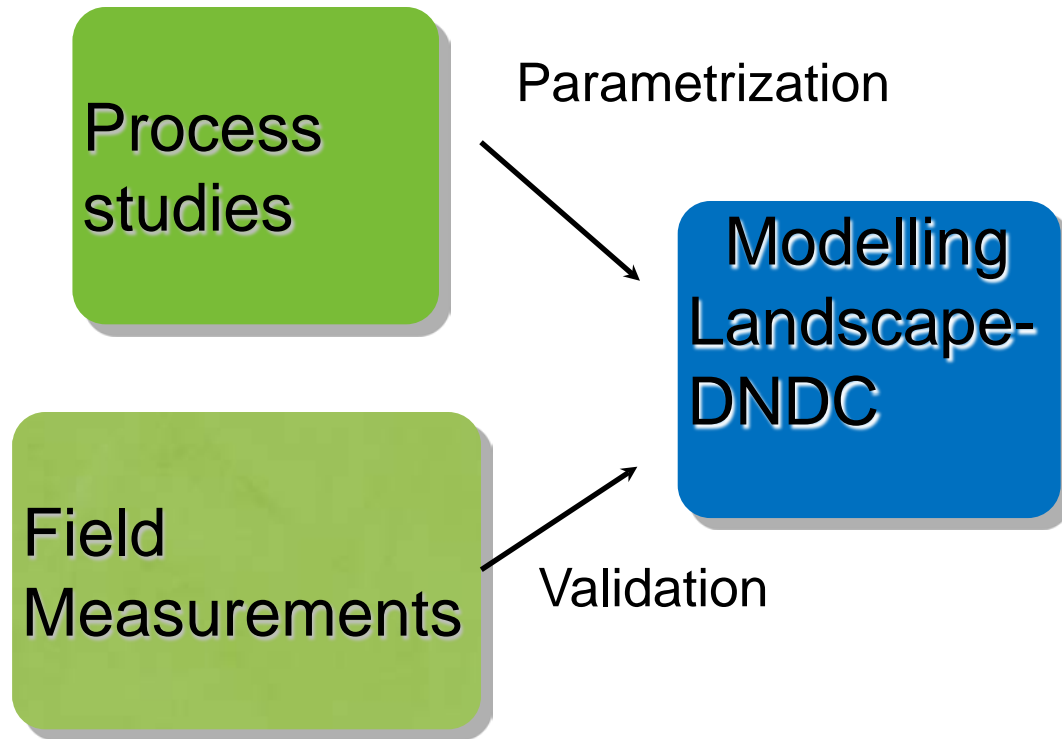 Process
studies
Parametrization
Modelling
Landscape-
DNDC
Field
Measurements
Validation